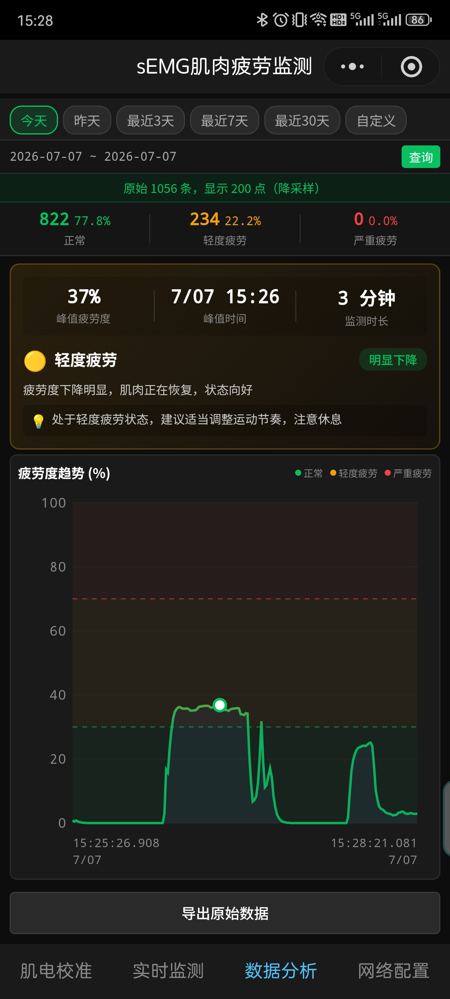 15:28
HD1 HD2 5G 5G 86
sEMG肌肉疲劳监测
今天 昨天 最近3天 最近7天 最近30天 自定义
2026-07-07 ~ 2026-07-07 查询
原始 1056 条，显示 200 点（降采样）
822 77.8% 234 22.2% 0 0.0%
正常 轻度疲劳 严重疲劳
37% 7/07 15:26 3 分钟
峰值疲劳度 峰值时间 监测时长
轻度疲劳 明显下降
疲劳度下降明显，肌肉正在恢复，状态向好
处于轻度疲劳状态，建议适当调整运动节奏，注意休息
疲劳度趋势 (%) 正常 轻度疲劳 严重疲劳
100
80
60
40
20
0
15:25:26.908 15:28:21.081
7/07 7/07
导出原始数据
肌电校准 实时监测 数据分析 网络配置